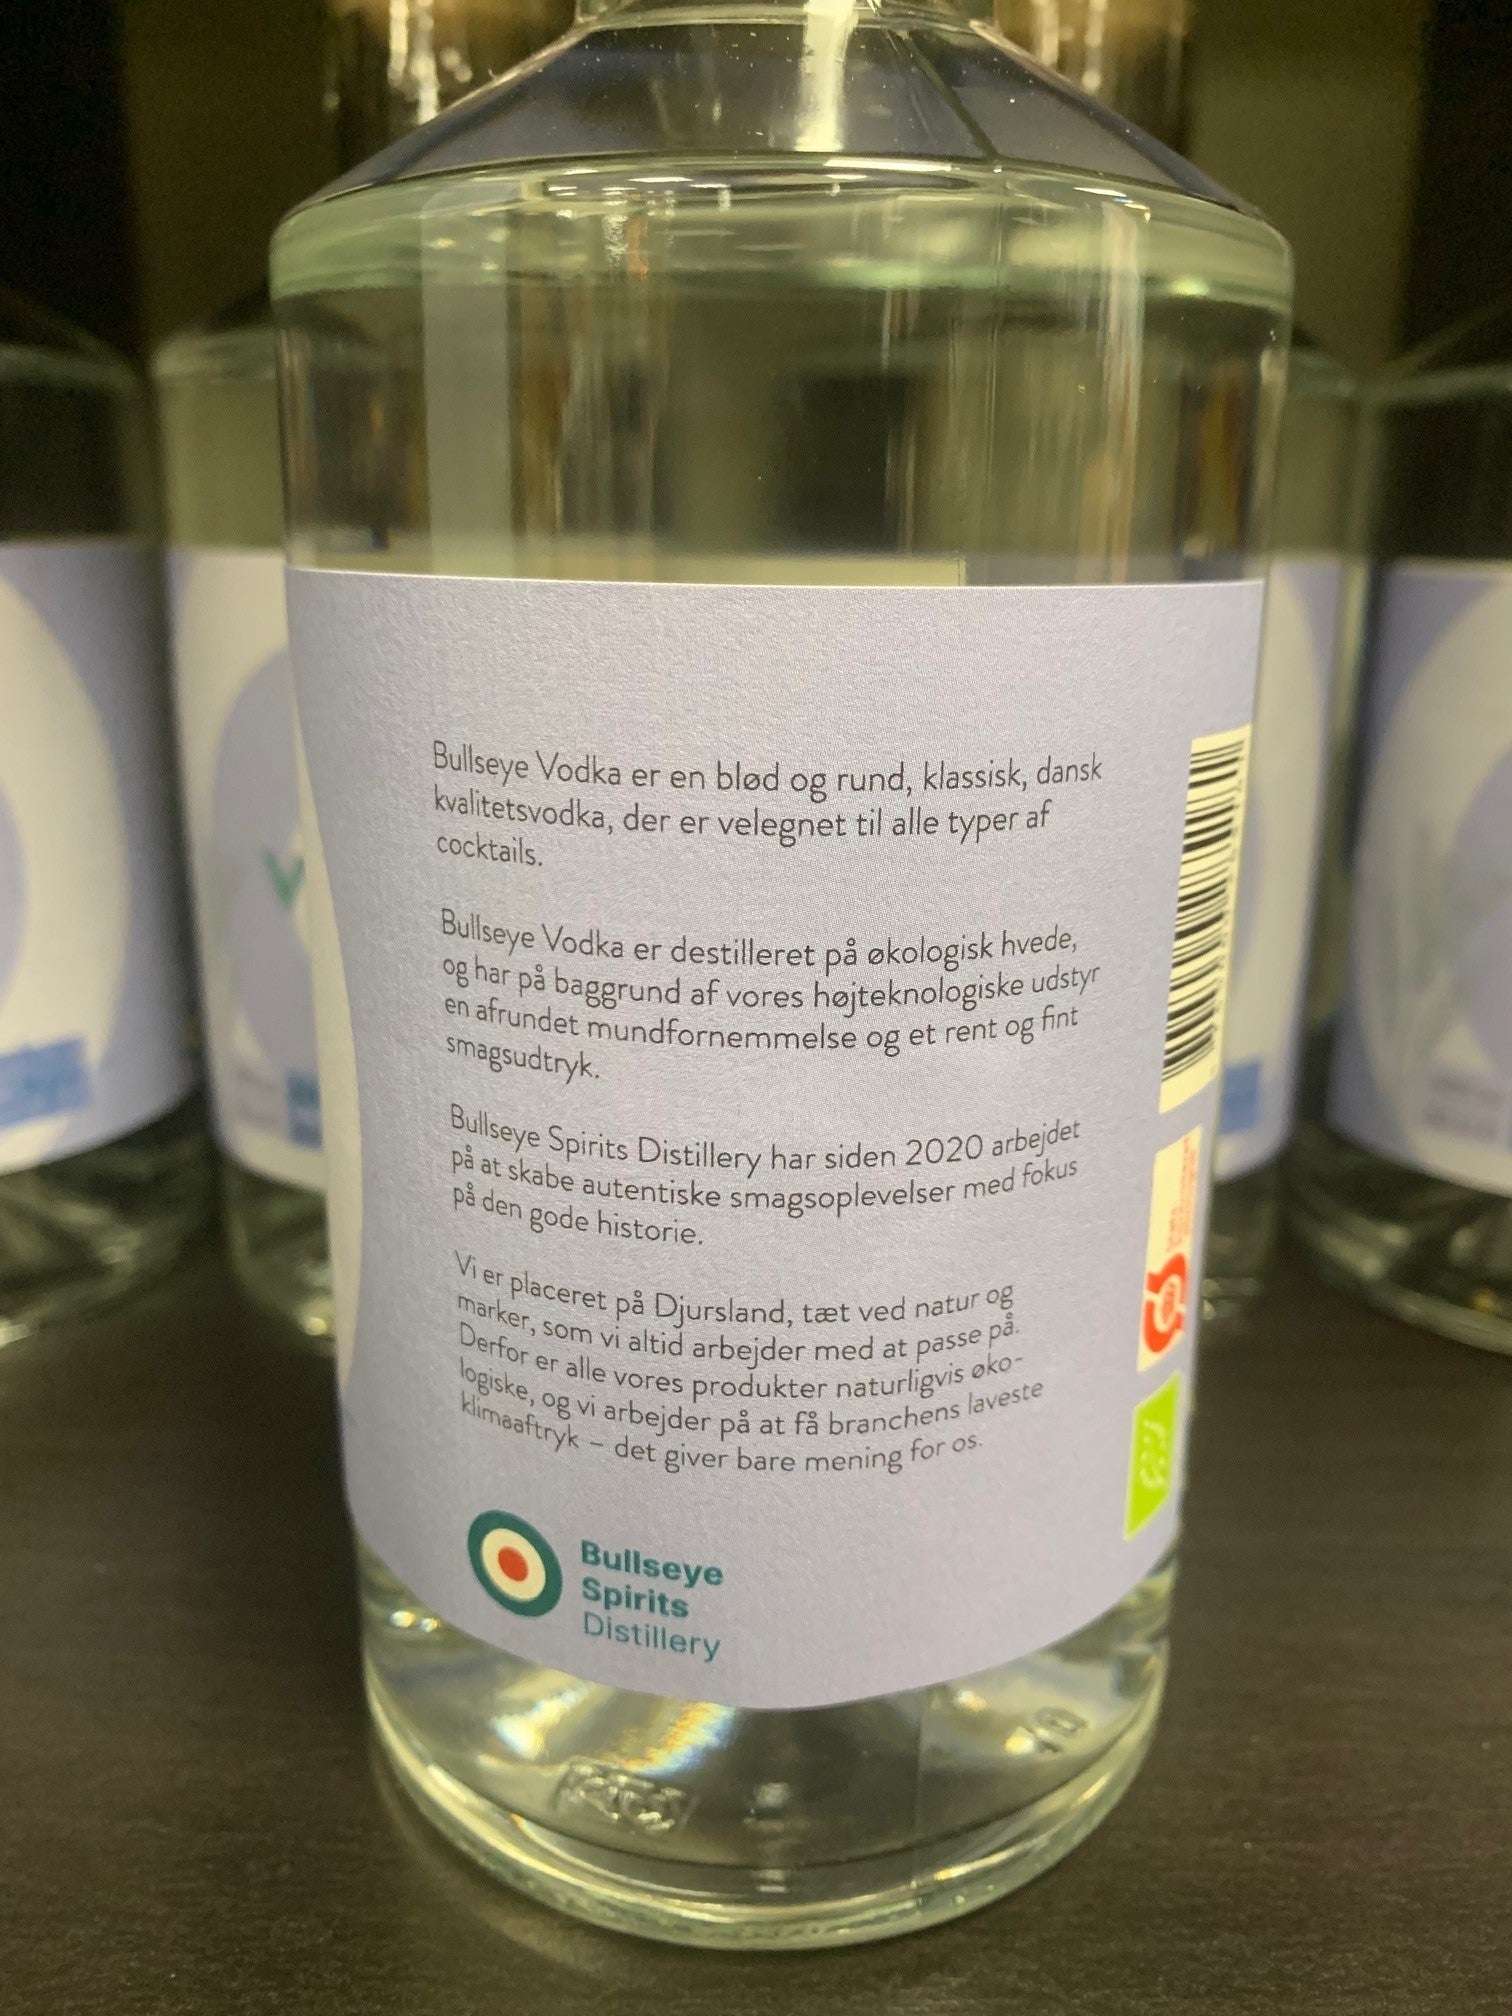 Bullseye Vodka er en blød og rund, klassisk, dansk
kvalitetsvodka, der er velegnet til alle typer af
cocktails.
Bullseye Vodka er destilleret på økologisk hvede,
og har på baggrund af vores højteknologiske udstyr
en afrundet mundfornemmelse og et rent og fint
smagsudtryk.
Bullseye Spirits Distillery har siden 2020 arbejdet
på at skabe autentiske smagsoplevelser med fokus
på den gode historie.
Vi er placeret på Djursland, tæt ved natur og
marker, som vi altid arbejder med at passe på.
Derfor er alle vores produkter naturligvis øko-
logiske, og vi arbejder på at få branchens laveste
klimaaftryk – det giver bare mening for os.
Bullseye
Spirits
Distillery